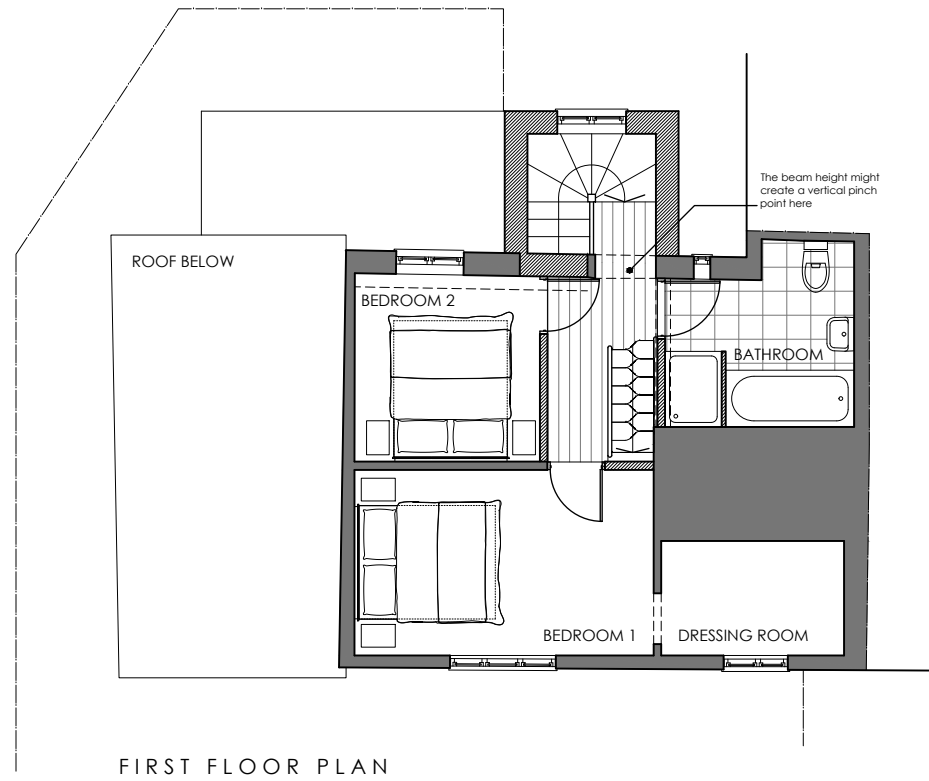 The beam height might
create a vertical pinch
point here
ROOF BELOW
BEDROOM 2
BATHROOM
BEDROOM 1
DRESSING ROOM
FIRST FLOOR PLAN